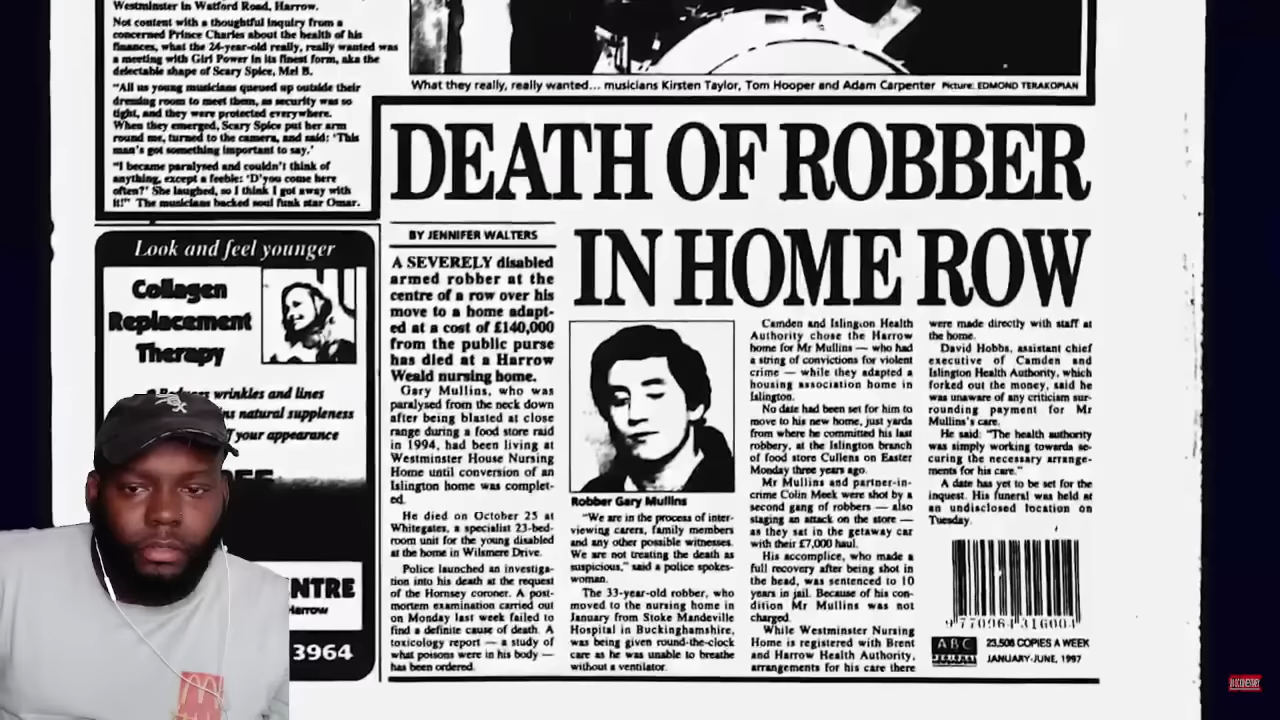 Westminster in Watford Road, Harrow.
Not content with a thoughtful inquiry from a
concerned Prince Charles about the health of his
finances, what the 24-year-old really, really wanted was
a meeting with Girl Power in its finest form, aka the
delectable shape of Scary Spice, Mel B.
"All us young musicians queued up outside their
dressing room to meet them, as security was so
tight, and they were protected everywhere.
When they emerged, Scary Spice put her arm
round me, turned to the camera, and said: 'This
man's got something important to say.'
"I became paralysed and couldn't think of
anything, except a feeble: 'D'you come here
often?' She laughed, so I think I got away with
it!" The musicians backed soul funk star Omar.
What they really, really wanted... musicians Kirsten Taylor, Tom Hooper and Adam Carpenter Picture: EDMOND TERAKOPIAN
Look and feel younger
Collagen
Replacement
Therapy
wrinkles and lines
natural suppleness
your appearance
NTRE
Harrow
3964
DEATH OF ROBBER
IN HOME ROW
BY JENNIFER WALTERS
A SEVERELY disabled
armed robber at the
centre of a row over his
move to a home adapt-
ed at a cost of £140,000
from the public purse
has died at a Harrow
Weald nursing home.
Gary Mullins, who was
paralysed from the neck down
after being blasted at close
range during a food store raid
in 1994, had been living at
Westminster House Nursing
Home until conversion of an
Islington home was complet-
ed.
He died on October 25 at
Whitegates, a specialist 23-bed-
room unit for the young disabled
at the home in Wilsmere Drive.
Police launched an investiga-
tion into his death at the request
of the Hornsey coroner. A post-
mortem examination carried out
on Monday last week failed to
find a definite cause of death. A
toxicology report — a study of
what poisons were in his body —
has been ordered.
Robber Gary Mullins
"We are in the process of inter-
viewing carers, family members
and any other possible witnesses.
We are not treating the death as
suspicious," said a police spokes-
woman.
The 33-year-old robber, who
moved to the nursing home in
January from Stoke Mandeville
Hospital in Buckinghamshire,
was being given round-the-clock
care as he was unable to breathe
without a ventilator.
Camden and Islington Health
Authority chose the Harrow
home for Mr Mullins — who had
a string of convictions for violent
crime — while they adapted a
housing association home in
Islington.
No date had been set for him to
move to his new home, just yards
from where he committed his last
robbery, at the Islington branch
of food store Cullens on Easter
Monday three years ago.
Mr Mullins and partner-in-
crime Colin Meek were shot by a
second gang of robbers — also
staging an attack on the store —
as they sat in the getaway car
with their £7,000 haul.
His accomplice, who made a
full recovery after being shot in
the head, was sentenced to 10
years in jail. Because of his con-
dition Mr Mullins was not
charged.
While Westminster Nursing
Home is registered with Brent
and Harrow Health Authority,
arrangements for his care there
were made directly with staff at
the home.
David Hobbs, assistant chief
executive of Camden and
Islington Health Authority, which
forked out the money, said he
was unaware of any criticism sur-
rounding payment for Mr
Mullins's care.
He said: "The health authority
was simply working towards se-
curing the necessary arrange-
ments for his care."
A date has yet to be set for the
inquest. His funeral was held at
an undisclosed location on
Tuesday.
9 770964 316004
ABC
23,506 COPIES A WEEK
JANUARY-JUNE, 1997